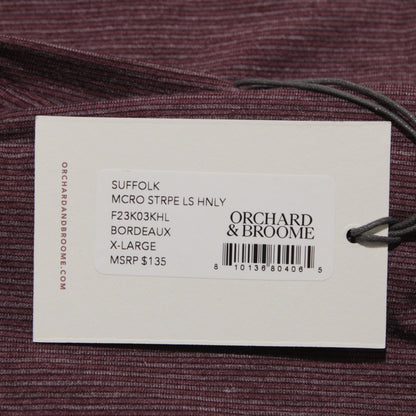 ORCHARDANDBROOME.COM
SUFFOLK
MCRO STRPE LS HNLY
F23K03KHL
BORDEAUX
X-LARGE
MSRP $135
ORCHARD
& BROOME
8 10136 80406 5